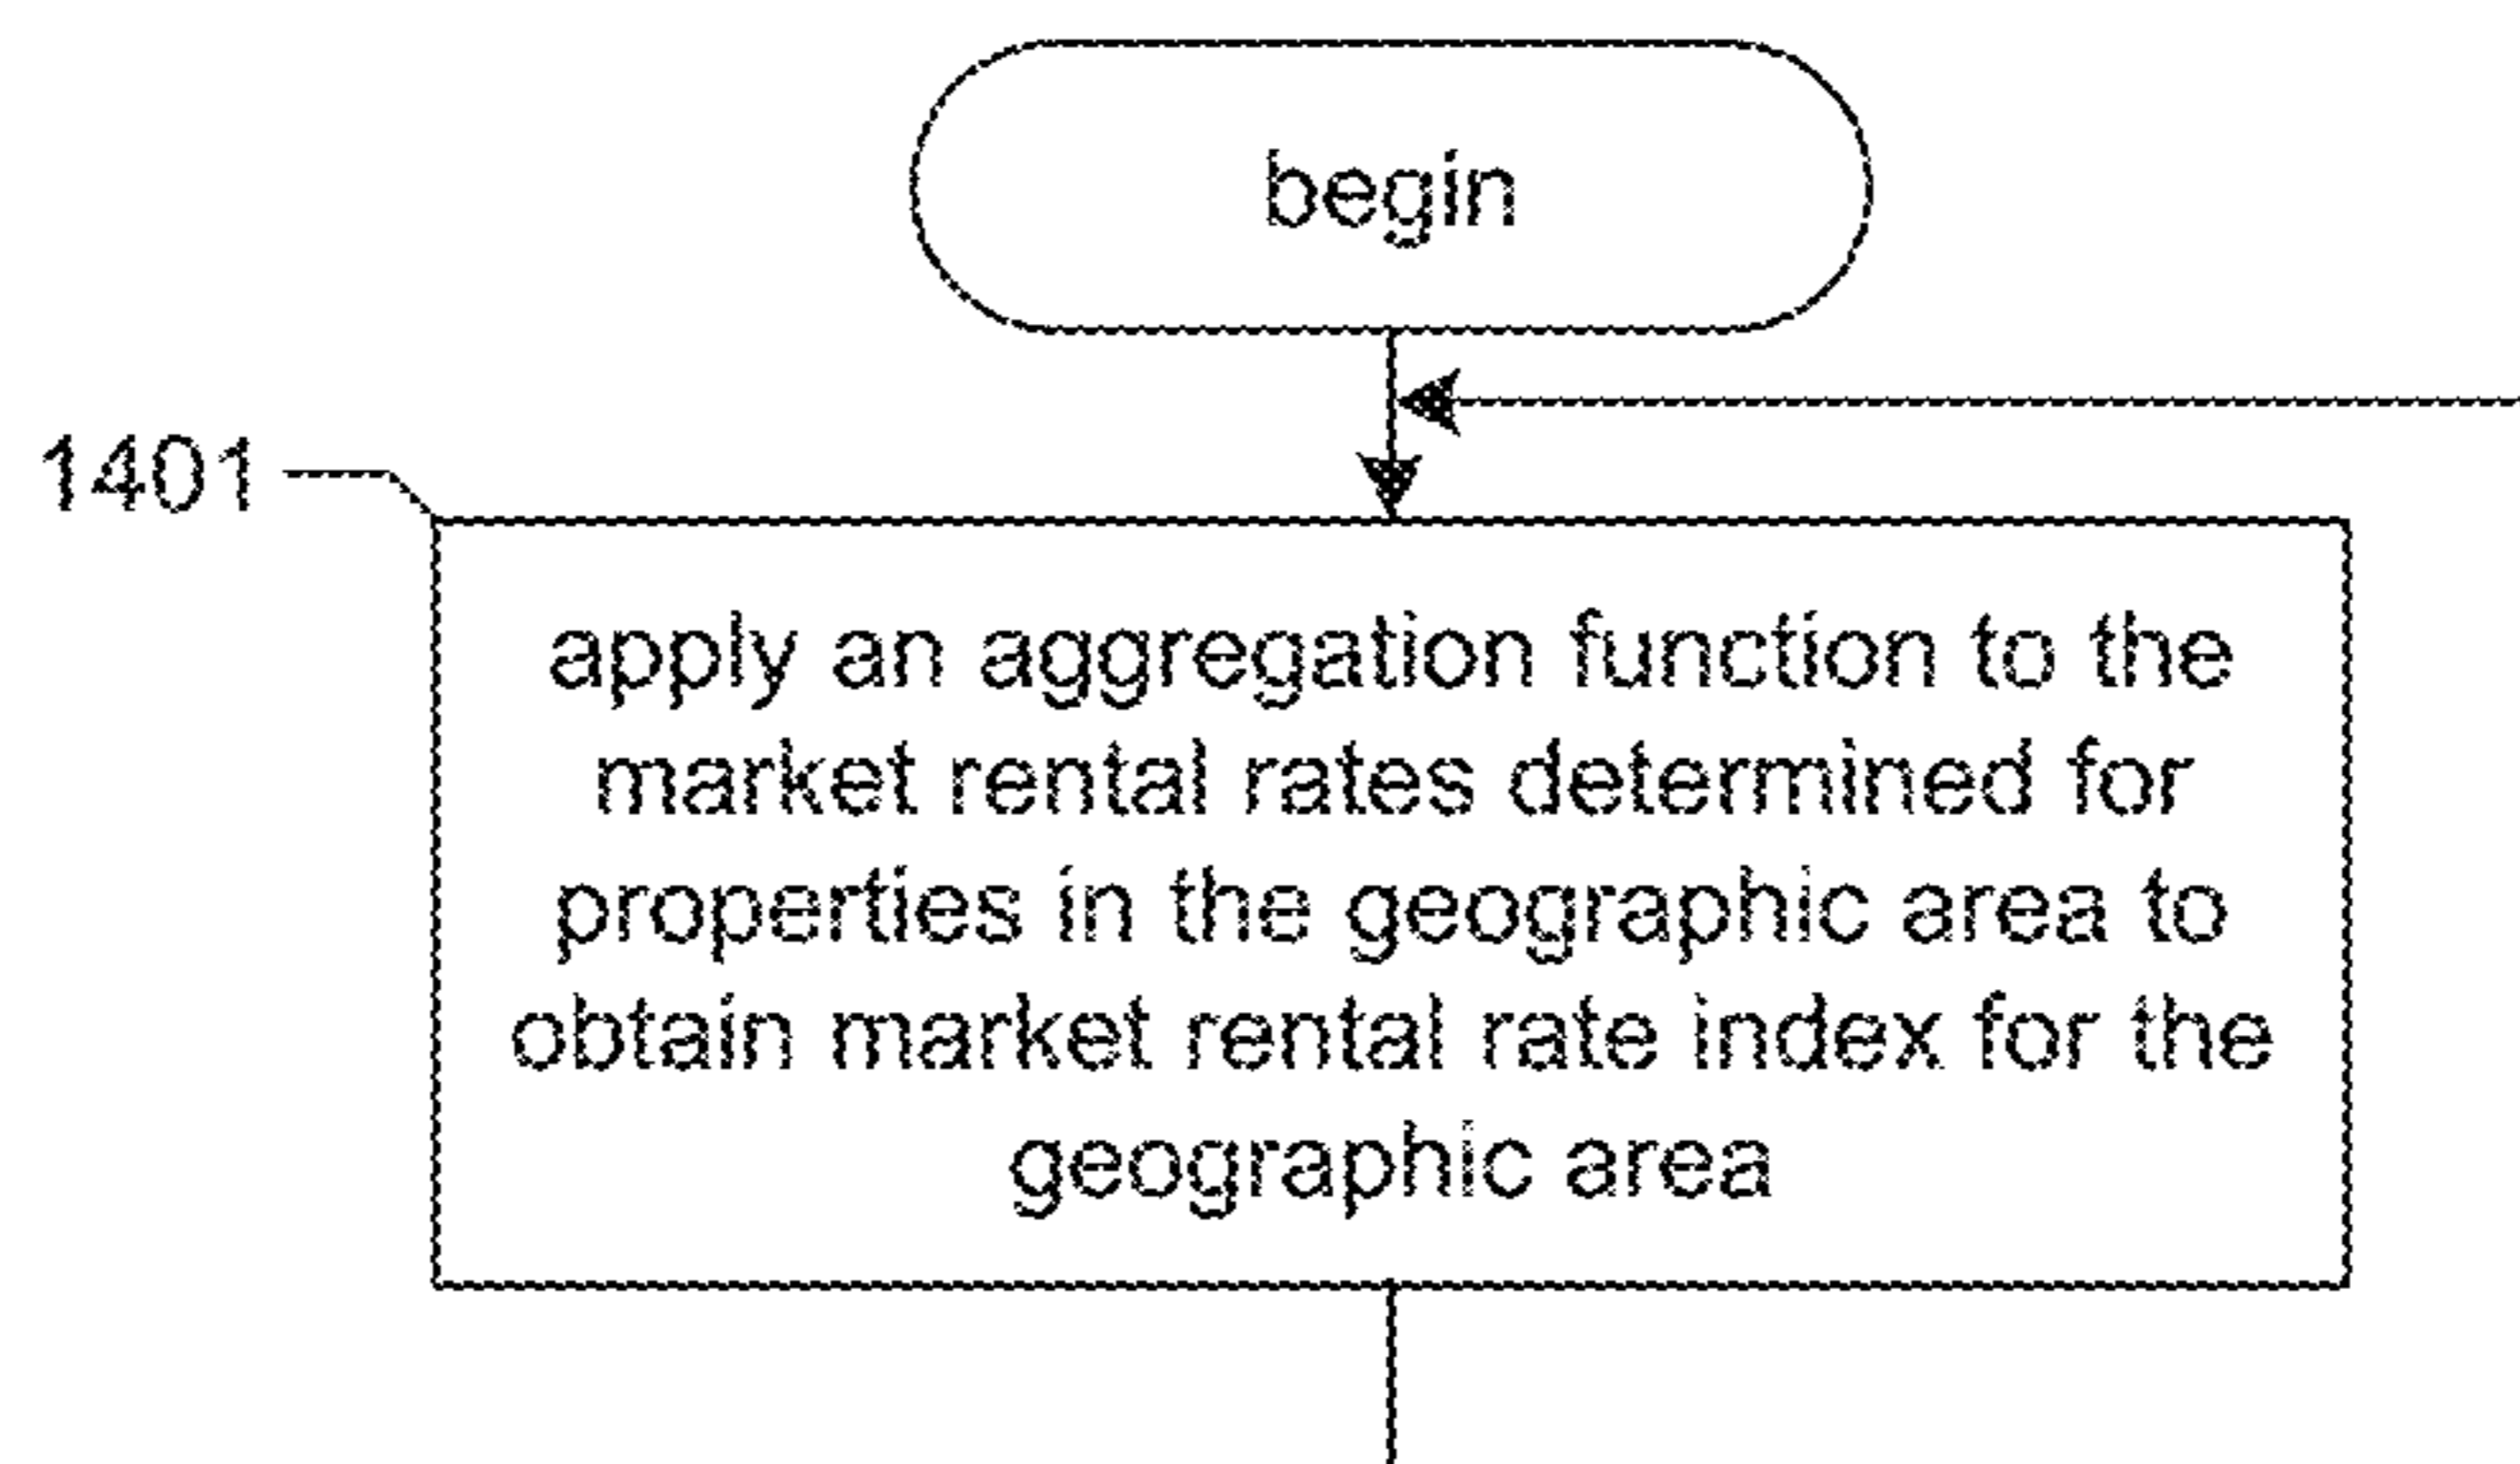 begin
1401
apply an aggregation function to the
market rental rates determined for
properties in the geographic area to
obtain market rental rate index for the
geographic area